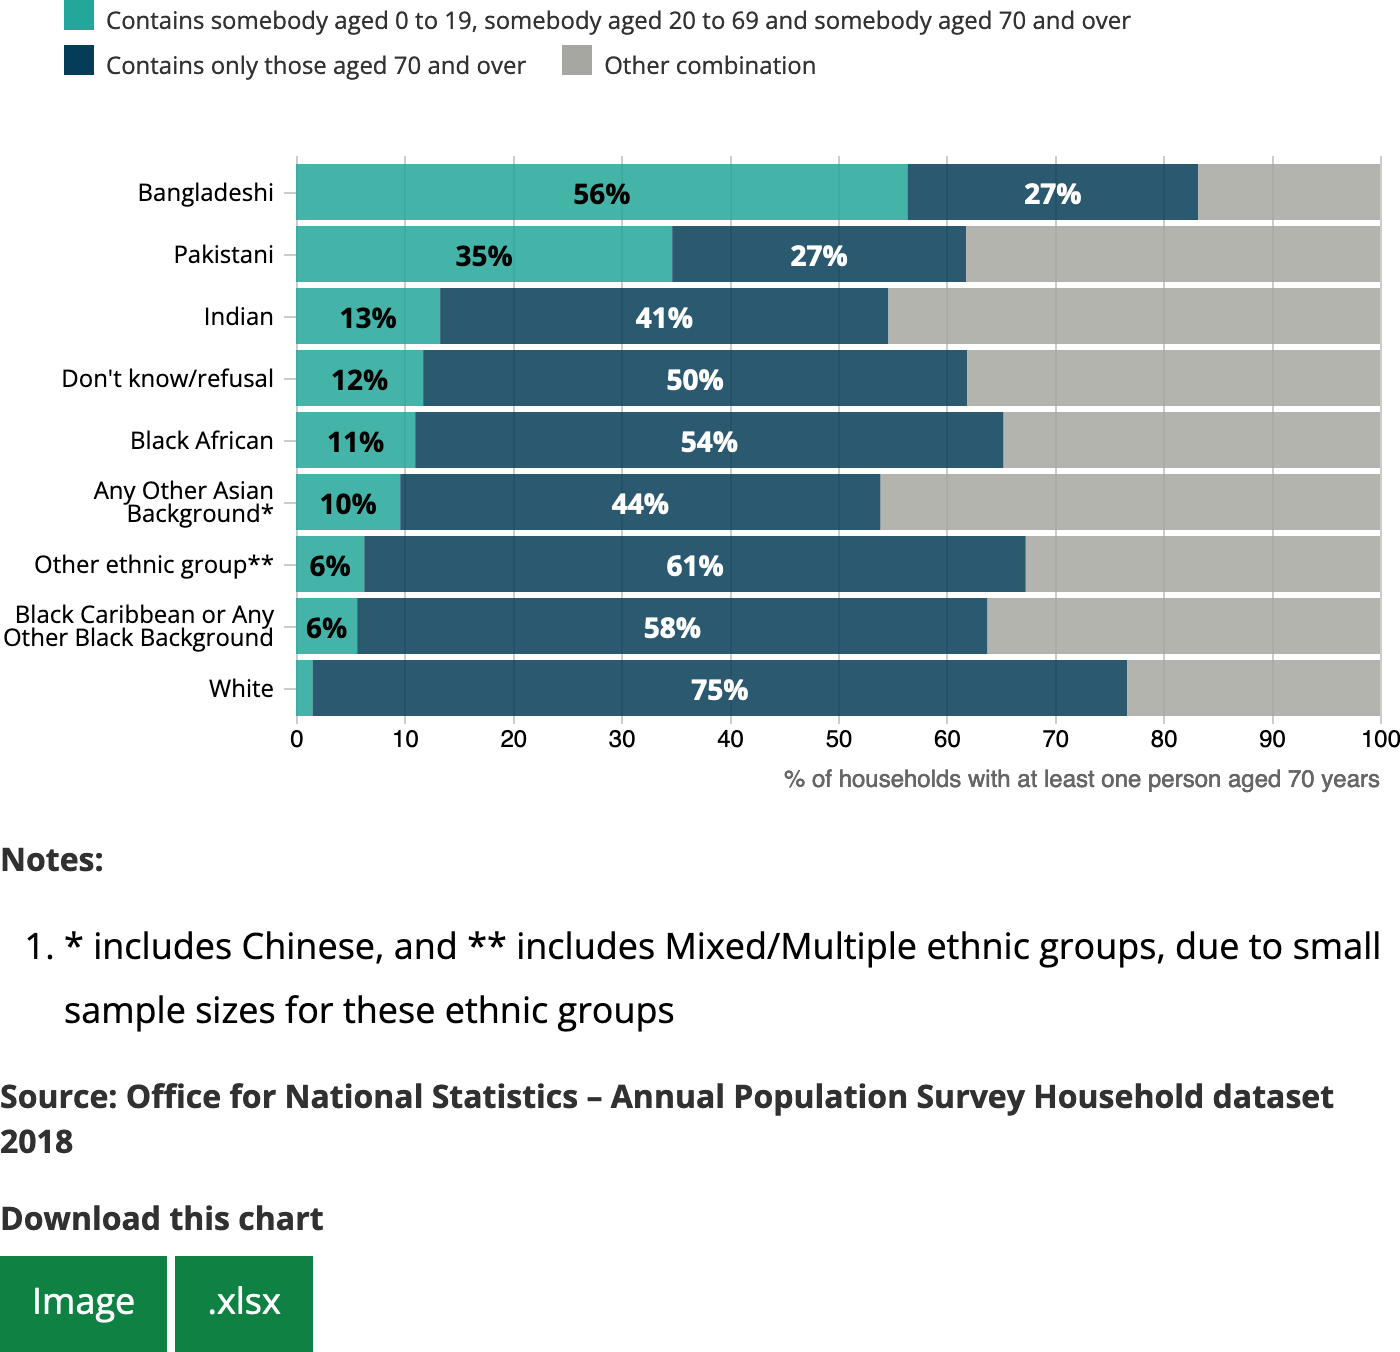 Contains somebody aged 0 to 19, somebody aged 20 to 69 and somebody aged 70 and over
Contains only those aged 70 and over
Other combination
Bangladeshi
56%
27%
Pakistani
35%
27%
Indian
13%
41%
Don't know/refusal
12%
50%
Black African
11%
54%
Any Other Asian
Background*
10%
44%
Other ethnic group**
6%
61%
Black Caribbean or Any
Other Black Background
6%
58%
White
75%
0 10 20 30 40 50 60 70 80 90 100
% of households with at least one person aged 70 years
Notes:
1. * includes Chinese, and ** includes Mixed/Multiple ethnic groups, due to small
sample sizes for these ethnic groups
Source: Office for National Statistics – Annual Population Survey Household dataset
2018
Download this chart
Image
.xlsx